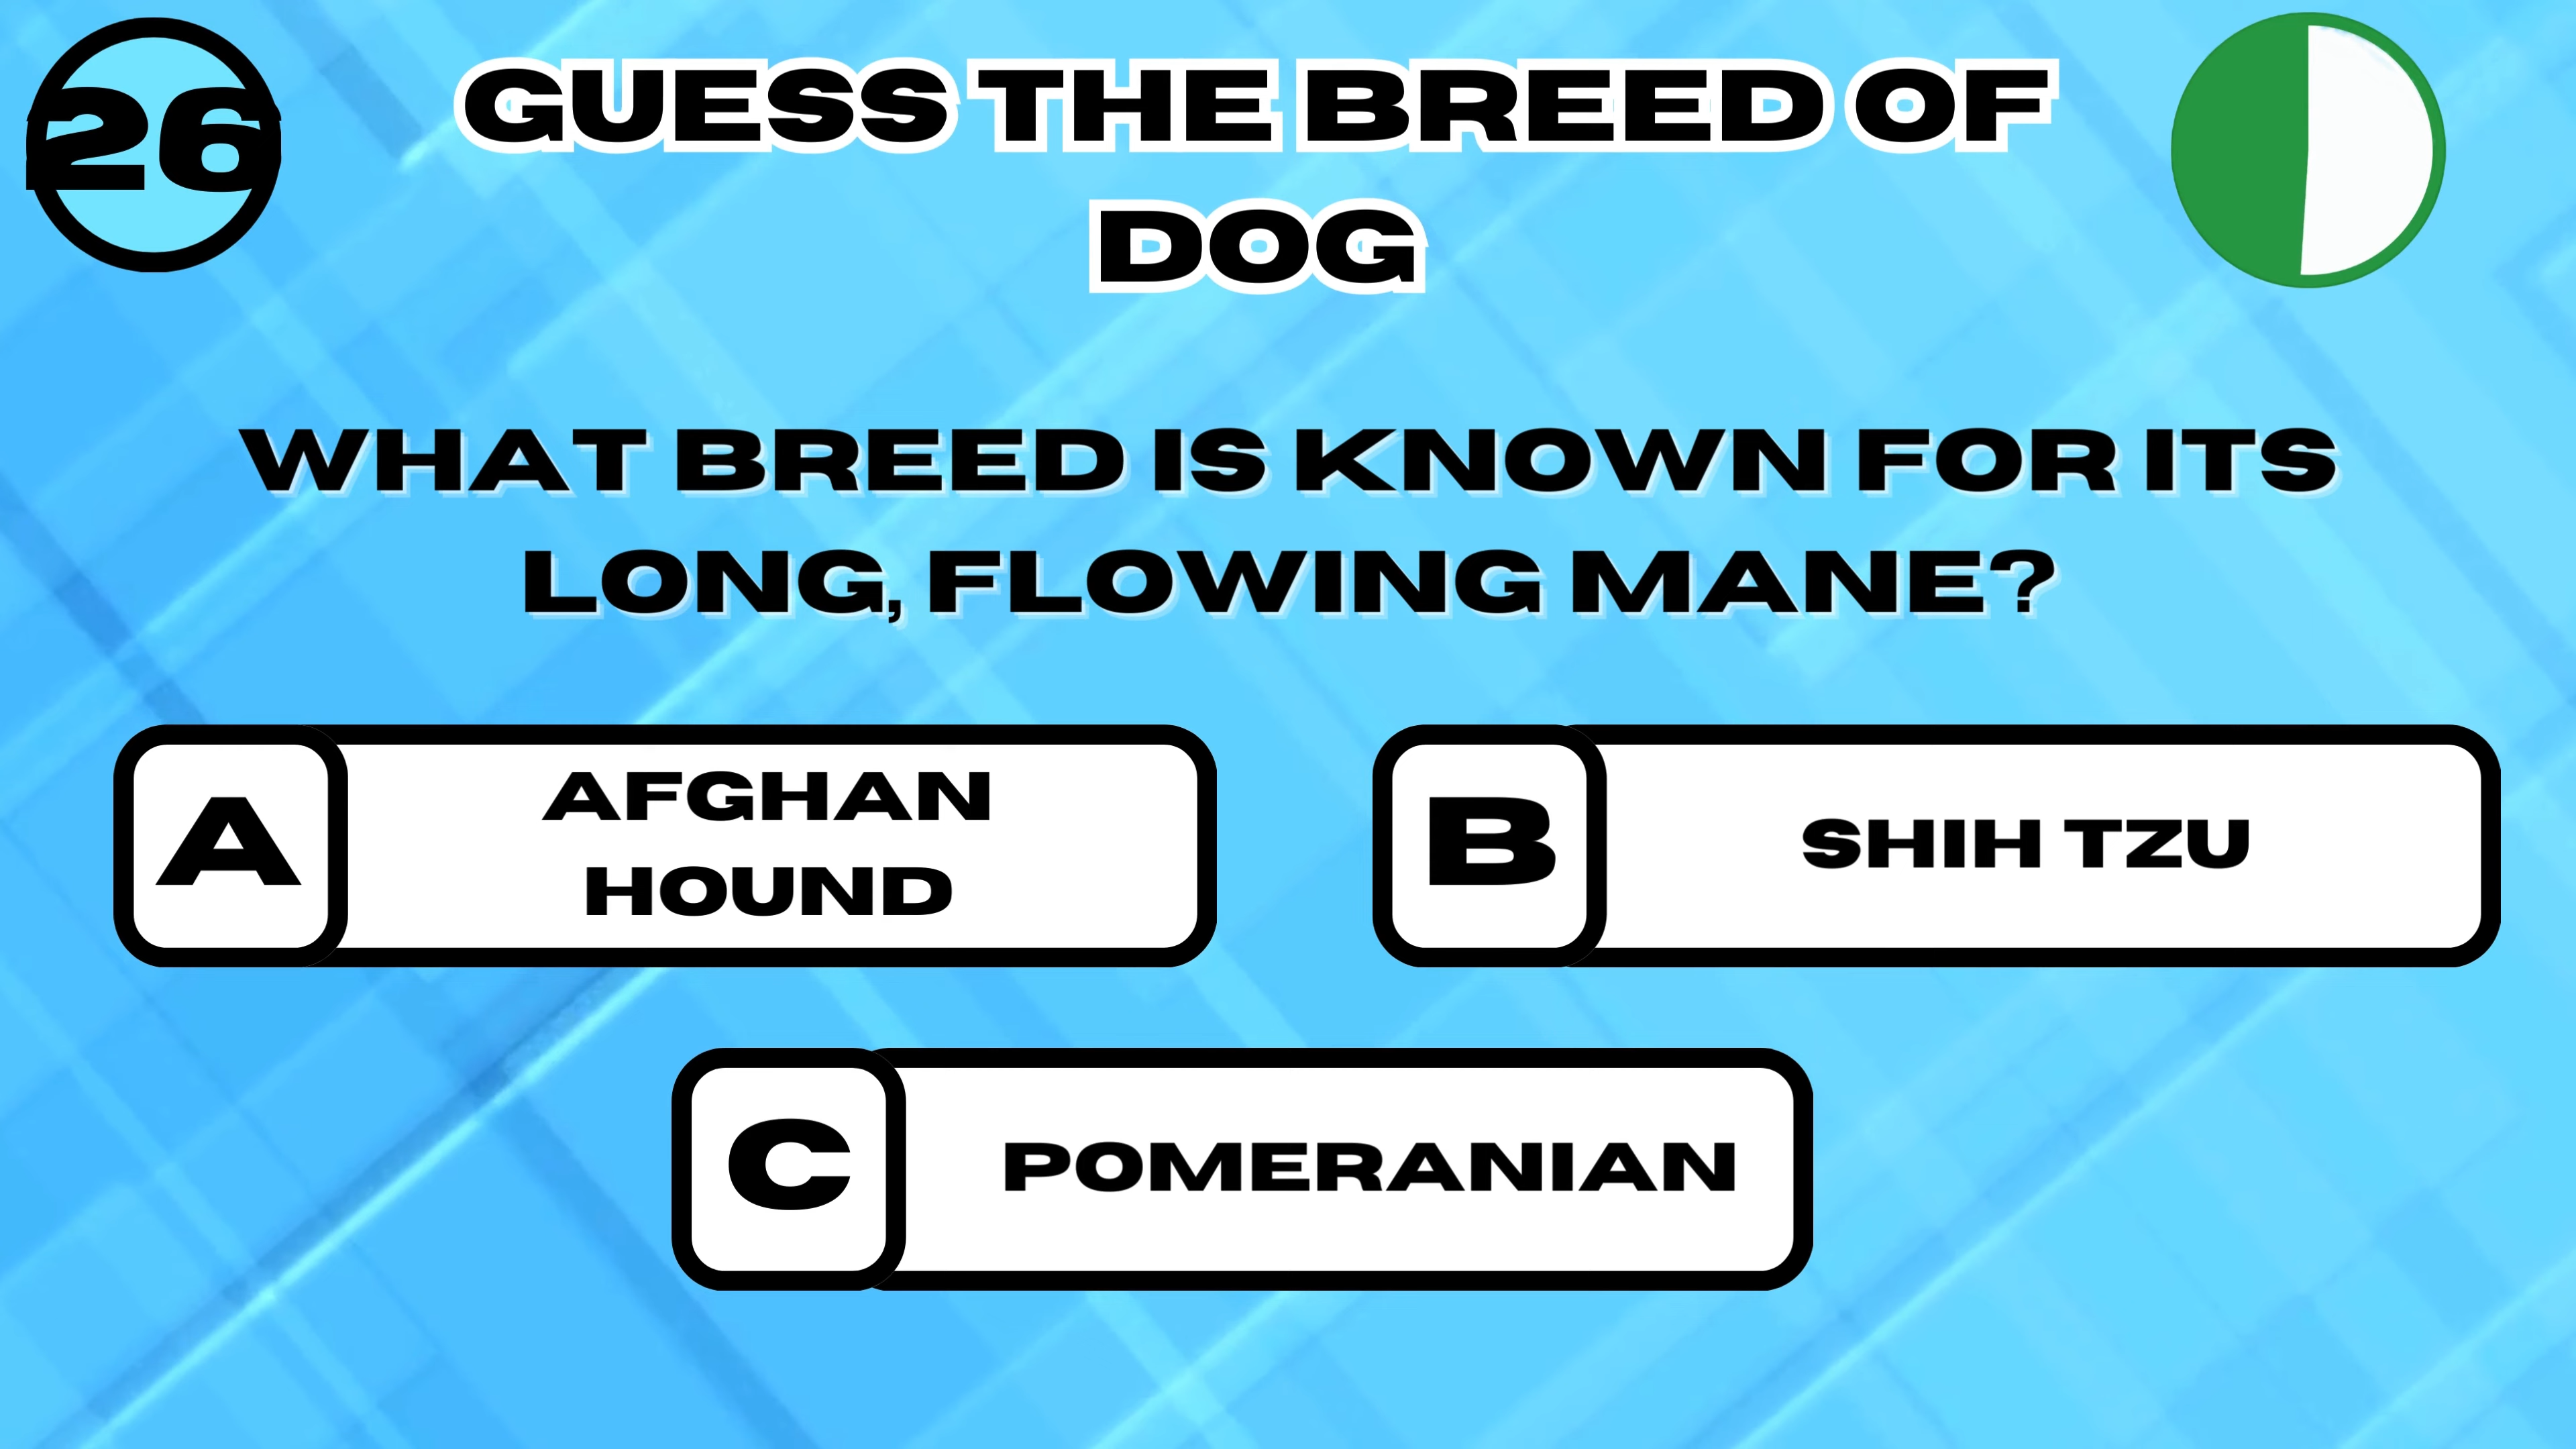 26
GUESS THE BREED OF
DOG
WHAT BREED IS KNOWN FOR ITS
LONG, FLOWING MANE?
A
AFGHAN
HOUND
B
SHIH TZU
C
POMERANIAN